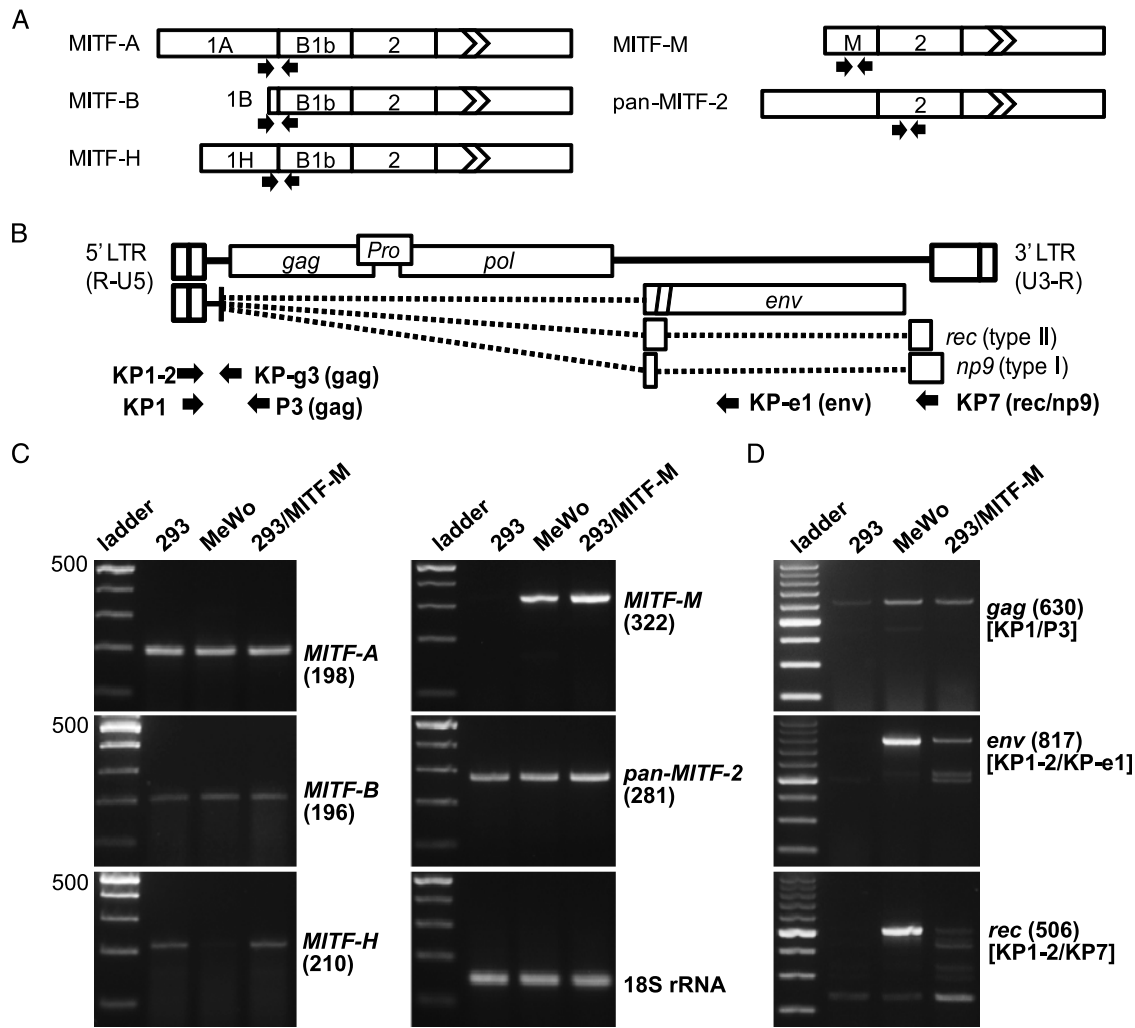 A
MITF-A
1A
B1b
2
MITF-B
1B
B1b
2
MITF-H
1H
B1b
2
MITF-M
M
2
pan-MITF-2
2
B
5' LTR
(R-U5)
gag
Pro
pol
3' LTR
(U3-R)
env
rec (type II)
np9 (type I)
KP1-2
KP-g3 (gag)
KP1
P3 (gag)
KP-e1 (env)
KP7 (rec/np9)
C
ladder
293
MeWo
293/MITF-M
500
MITF-A
(198)
500
MITF-B
(196)
500
MITF-H
(210)
ladder
293
MeWo
293/MITF-M
MITF-M
(322)
pan-MITF-2
(281)
18S rRNA
D
ladder
293
MeWo
293/MITF-M
gag (630)
[KP1/P3]
env (817)
[KP1-2/KP-e1]
rec (506)
[KP1-2/KP7]